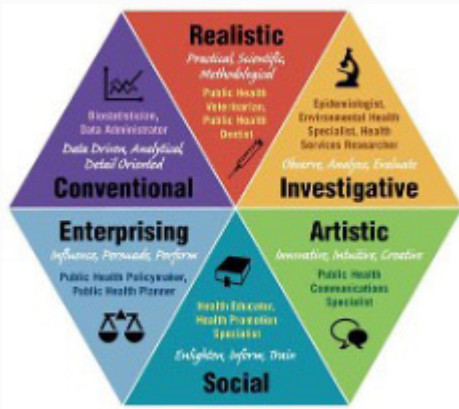 Realistic
Practical, Scientific,
Methodological
Public Health
Veterinarian,
Public Health
Dentist
Biostatistician,
Data Administrator
Data Driven, Analytical,
Detail Oriented
Conventional
Epidemiologist,
Environmental Health
Specialist, Health
Services Researcher
Observe, Analyze, Evaluate
Investigative
Enterprising
Influence, Persuade, Perform
Public Health Policymaker,
Public Health Planner
Health Educator,
Health Promotion
Specialist
Enlighten, Inform, Train
Social
Artistic
Innovative, Intuitive, Creative
Public Health
Communications
Specialist